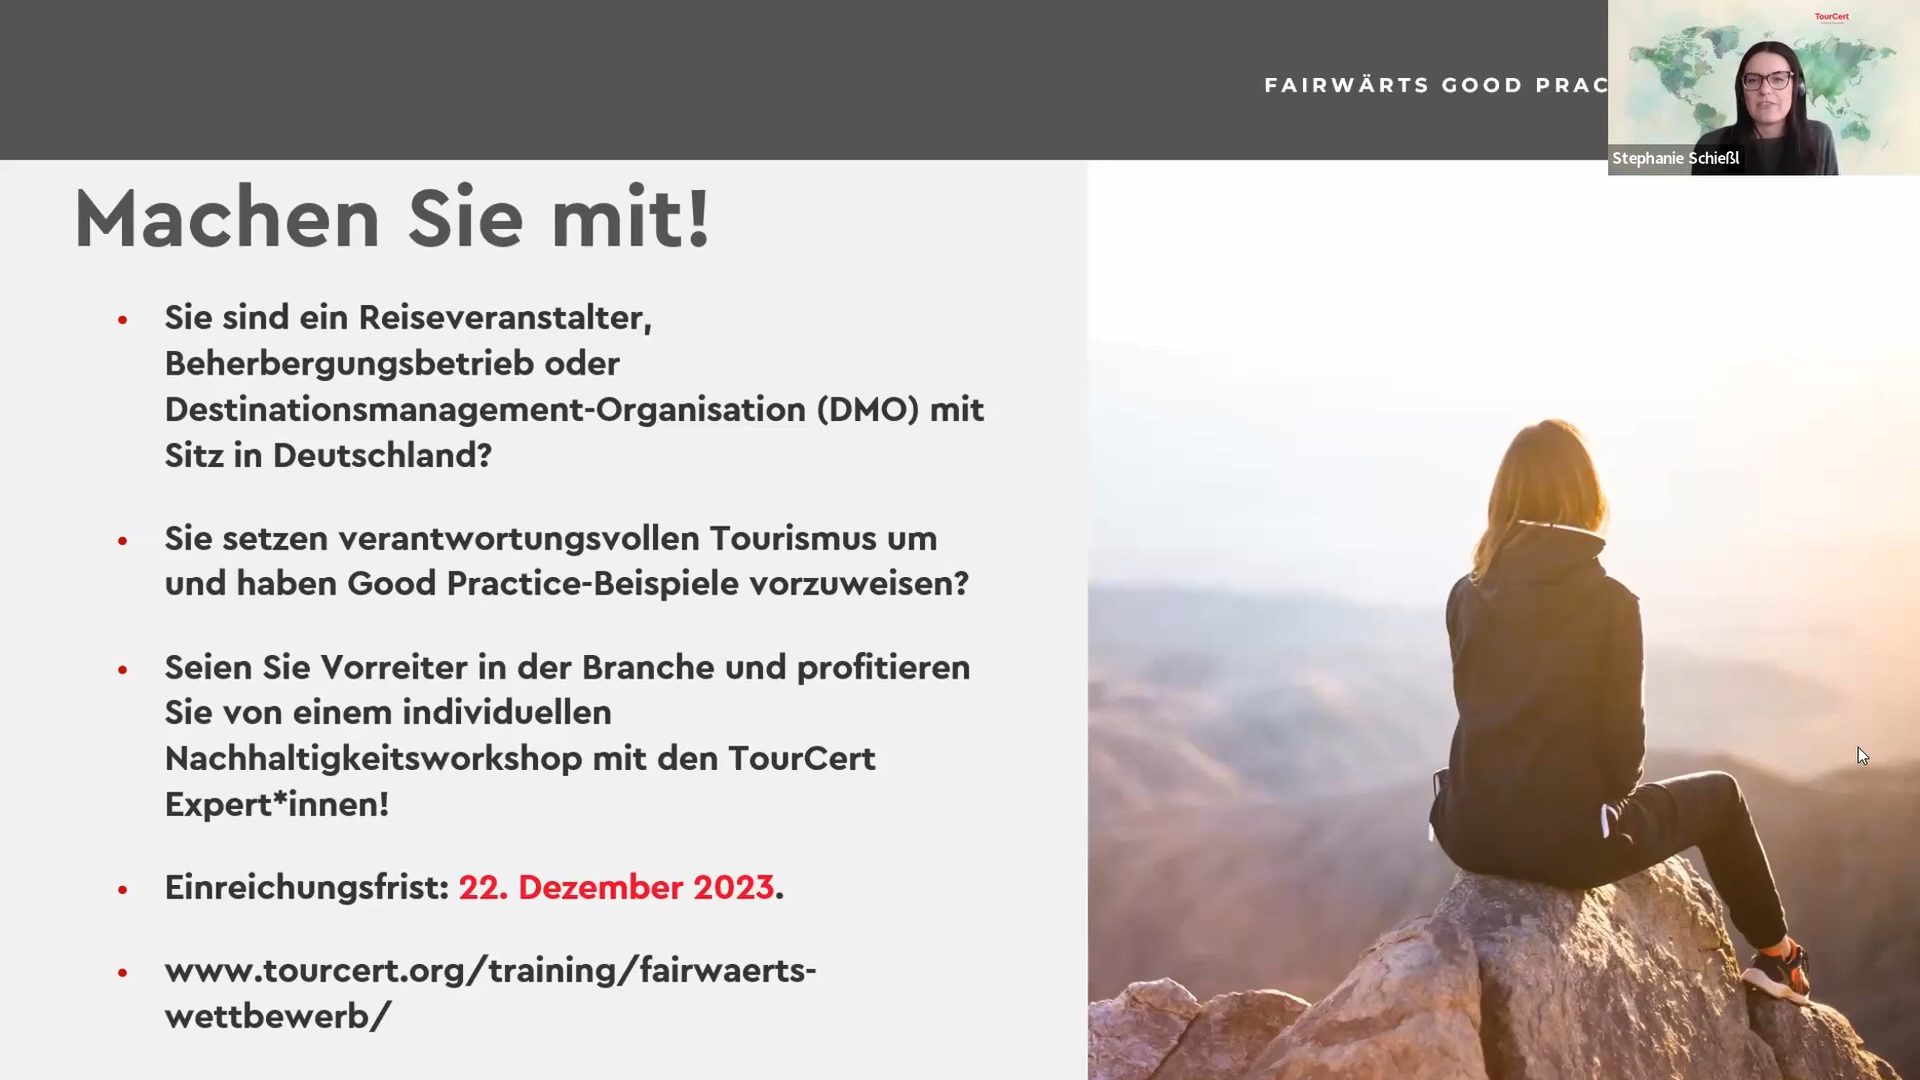 FAIRWÄRTS GOOD PRAC
TourCert
Stephanie Schießl
Machen Sie mit!
• Sie sind ein Reiseveranstalter,
Beherbergungsbetrieb oder
Destinationsmanagement-Organisation (DMO) mit
Sitz in Deutschland?
• Sie setzen verantwortungsvollen Tourismus um
und haben Good Practice-Beispiele vorzuweisen?
• Seien Sie Vorreiter in der Branche und profitieren
Sie von einem individuellen
Nachhaltigkeitsworkshop mit den TourCert
Expert*innen!
• Einreichungsfrist: 22. Dezember 2023.
• www.tourcert.org/training/fairwaerts-
wettbewerb/